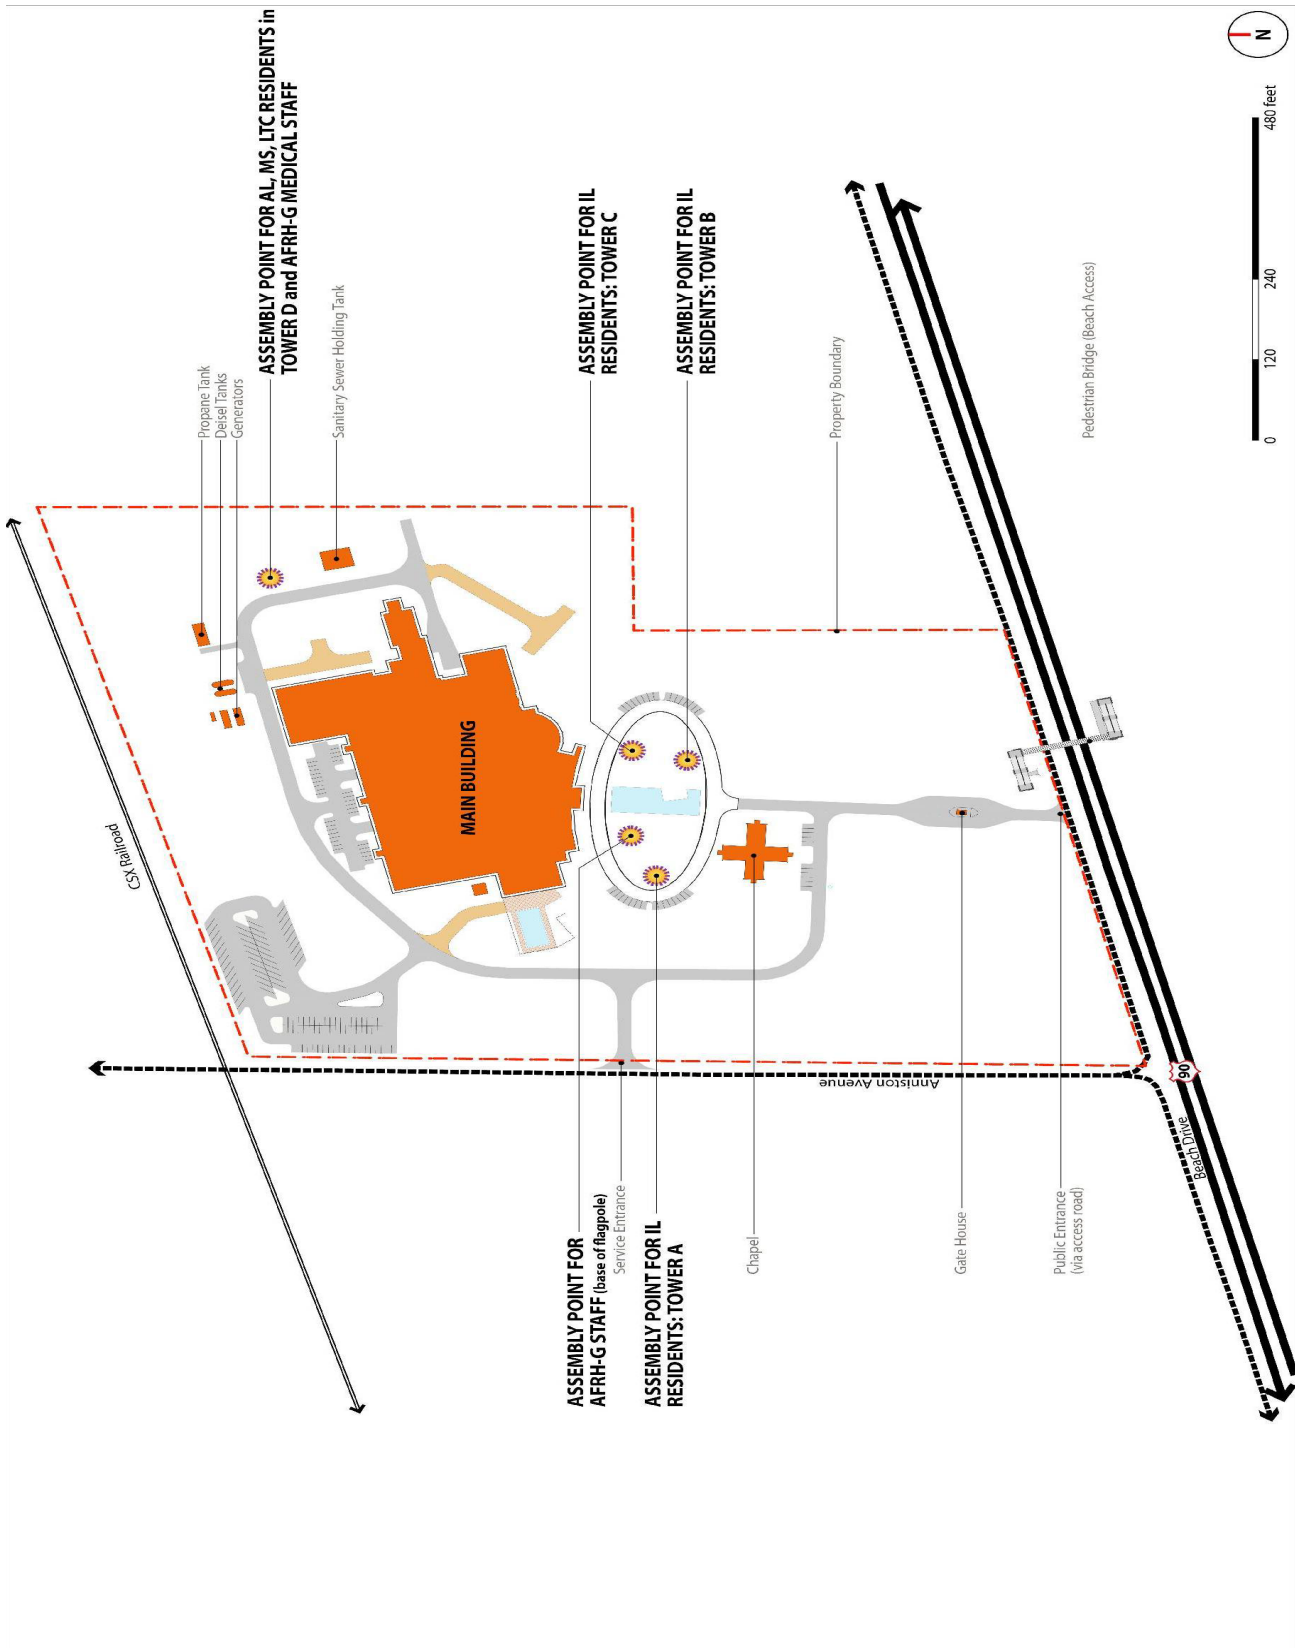 CSX Railroad
Propane Tank
Deisel Tanks
Generators
ASSEMBLY POINT FOR AL, MS, LTC RESIDENTS in
TOWER D and AFRH-G MEDICAL STAFF
Sanitary Sewer Holding Tank
MAIN BUILDING
ASSEMBLY POINT FOR IL
RESIDENTS: TOWER C
ASSEMBLY POINT FOR IL
RESIDENTS: TOWER B
ASSEMBLY POINT FOR
AFRH-G STAFF (base of flagpole)
Service Entrance
ASSEMBLY POINT FOR IL
RESIDENTS: TOWER A
Chapel
Property Boundary
Anniston Avenue
Gate House
Public Entrance
(via access road)
Pedestrian Bridge (Beach Access)
Beach Drive
90
0 120 240 480 feet
N